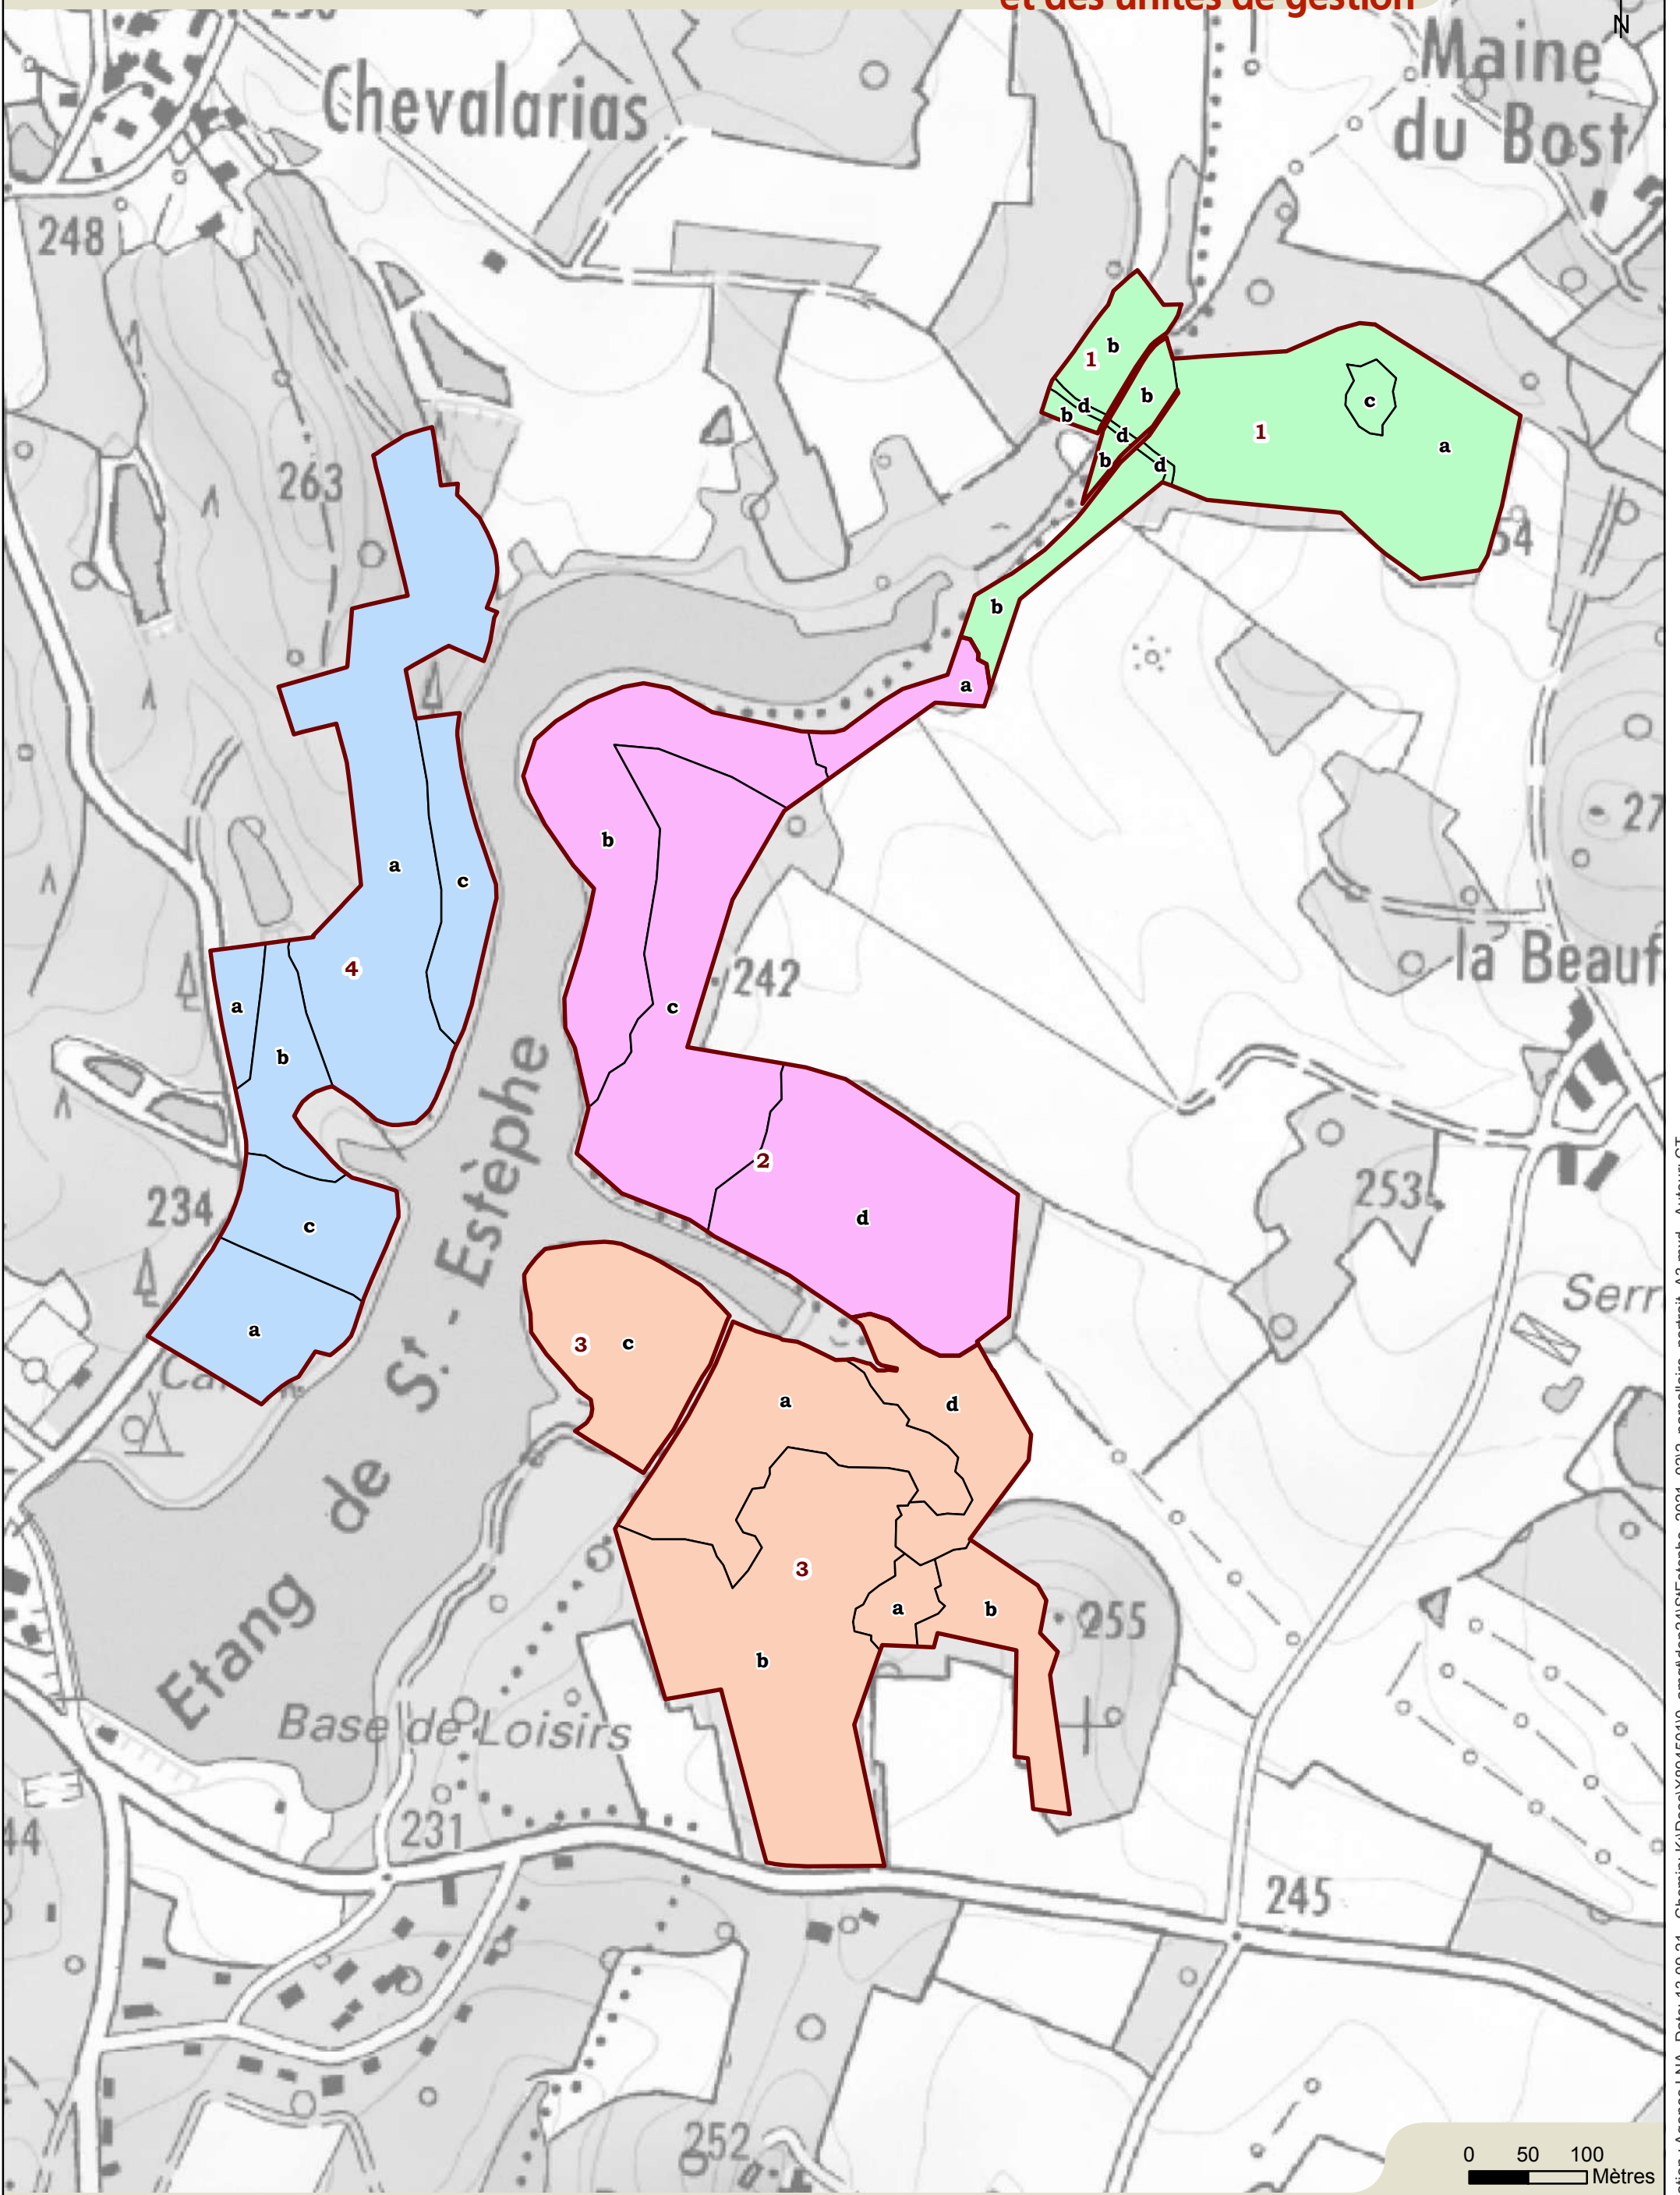 et des unités de gestion
N
Maine
du Bost
Chevalarias
248
263
1
b
d
b
b
d
b
d
1
c
a
b
a
54
27
a
c
4
a
b
b
c
242
la Beauf
234
c
a
2
d
253
Serr
3
c
a
d
3
a
b
b
255
Etang de St - Estèphe
Base de Loisirs
231
44
245
252
0 50 100
Mètres